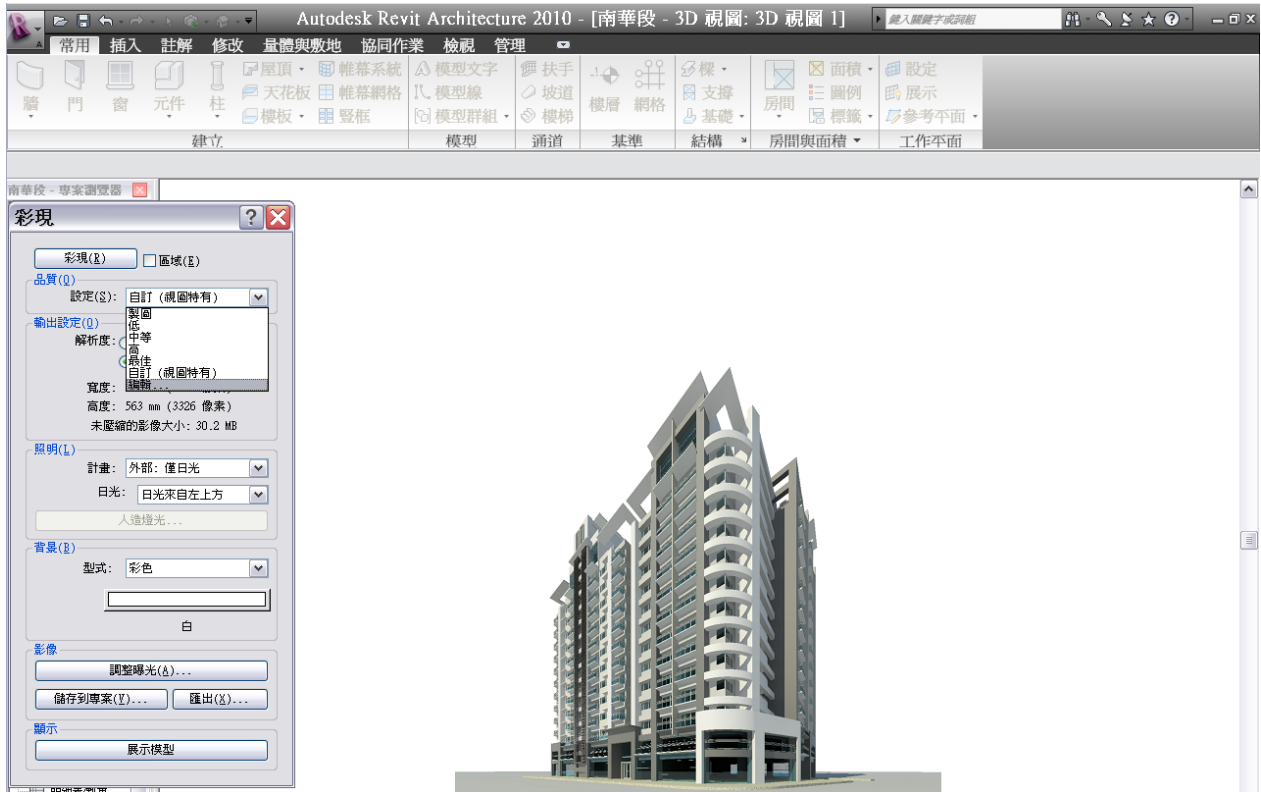 Autodesk Revit Architecture 2010 - [南華段 - 3D 視圖: 3D 視圖 1] 鍵入關鍵字或詞組
常用 插入 註解 修改 量體與敷地 協同作業 檢視 管理
屋頂 帷幕系統 模型文字 扶手 樑 面積 設定
牆 門 窗 元件 柱 天花板 帷幕網格 模型線 坡道 樓層 網格 支撐 房間 圖例 展示
樓板 豎框 模型群組 樓梯 基礎 標籤 參考平面
建立 模型 通道 基準 結構 房間與面積 工作平面
南華段 - 專案瀏覽器
彩現
彩現(R) 區域(E)
品質(Q)
設定(S): 自訂 (視圖特有)
製圖
輸出設定(O) 低
解析度: 中等
高
最佳
自訂 (視圖特有)
寬度: 編輯...
高度: 563 mm (3326 像素)
未壓縮的影像大小: 30.2 MB
照明(L)
計畫: 外部: 僅日光
日光: 日光來自左上方
人造燈光...
背景(B)
型式: 彩色
白
影像
調整曝光(A)...
儲存到專案(V)... 匯出(X)...
顯示
展示模型